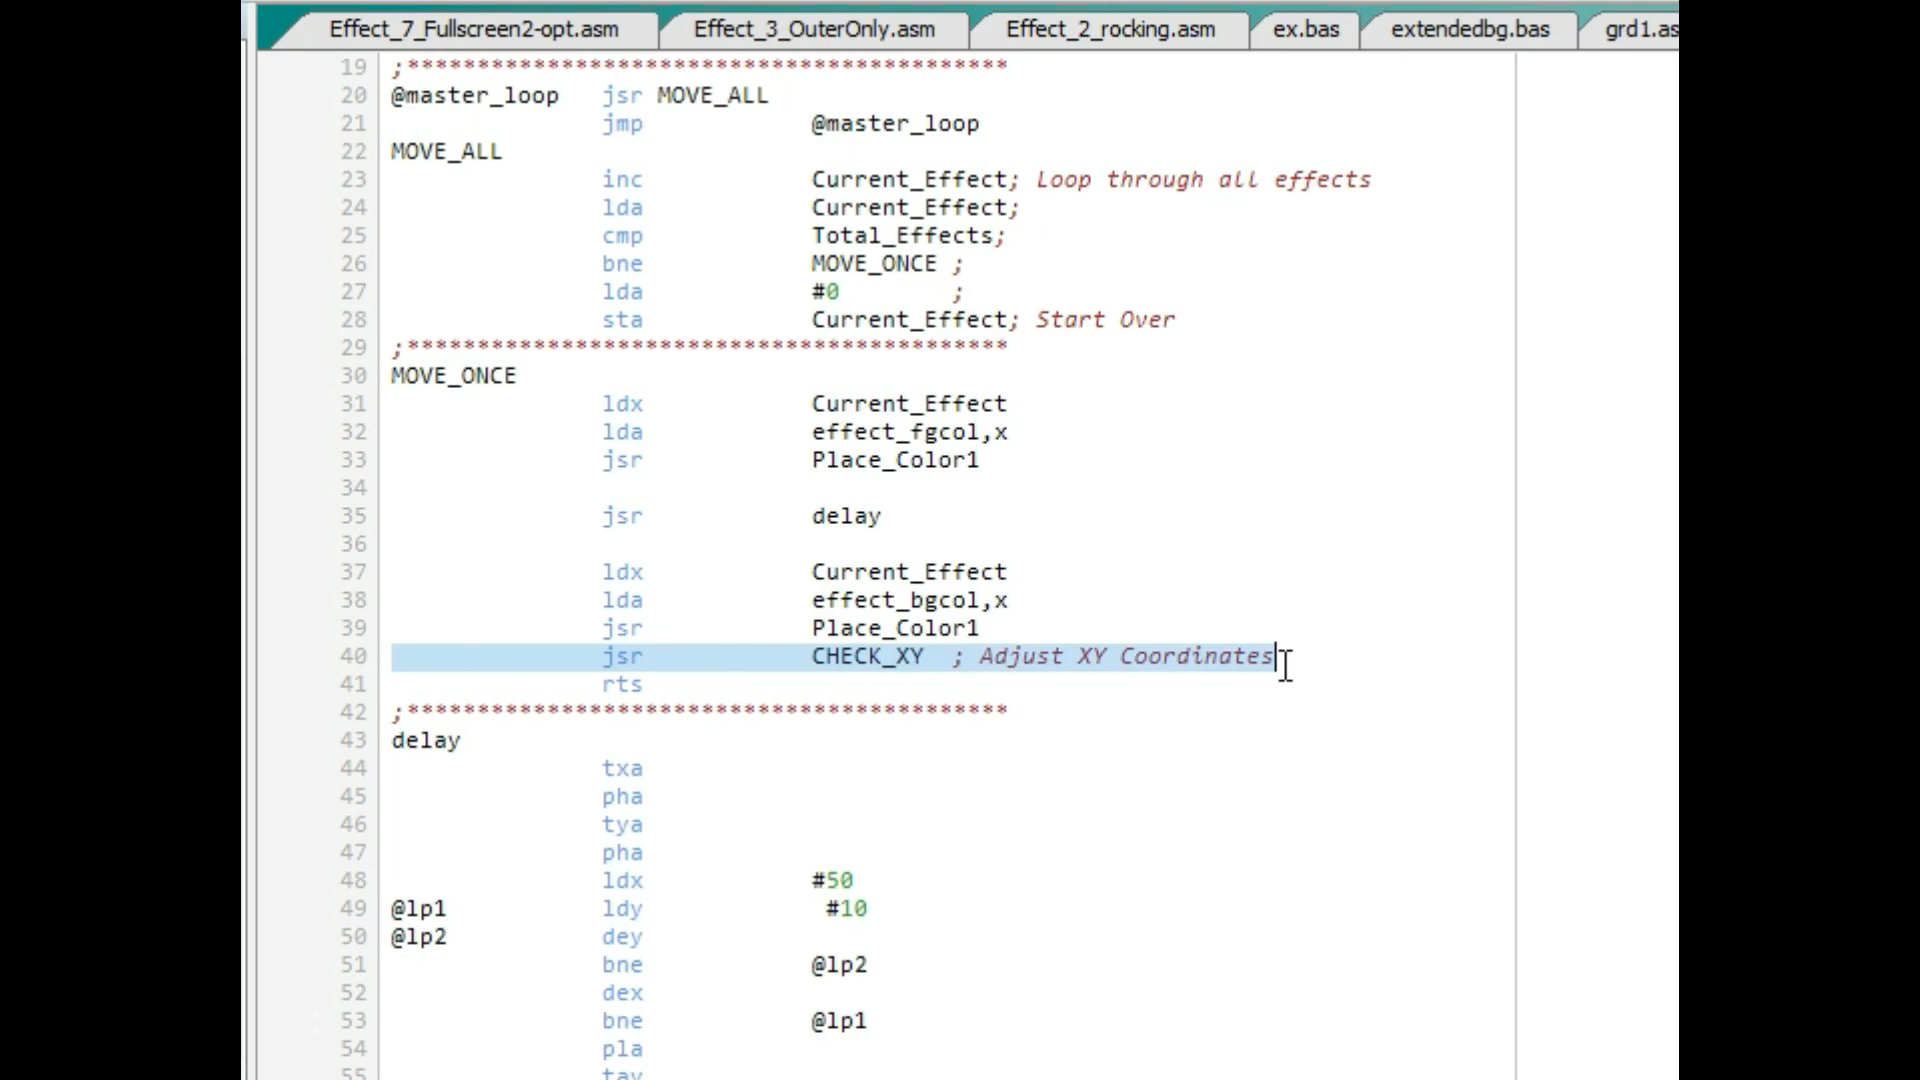 Effect_7_Fullscreen2-opt.asm Effect_3_OuterOnly.asm Effect_2_rocking.asm ex.bas extendedbg.bas grd1.as
19 ;*******************************************
20 @master_loop jsr MOVE_ALL
21 jmp @master_loop
22 MOVE_ALL
23 inc Current_Effect; Loop through all effects
24 lda Current_Effect;
25 cmp Total_Effects;
26 bne MOVE_ONCE ;
27 lda #0 ;
28 sta Current_Effect; Start Over
29 ;*******************************************
30 MOVE_ONCE
31 ldx Current_Effect
32 lda effect_fgcol,x
33 jsr Place_Color1
34
35 jsr delay
36
37 ldx Current_Effect
38 lda effect_bgcol,x
39 jsr Place_Color1
40 jsr CHECK_XY ; Adjust XY Coordinates
41 rts
42 ;*******************************************
43 delay
44 txa
45 pha
46 tya
47 pha
48 ldx #50
49 @lp1 ldy #10
50 @lp2 dey
51 bne @lp2
52 dex
53 bne @lp1
54 pla
55 tay